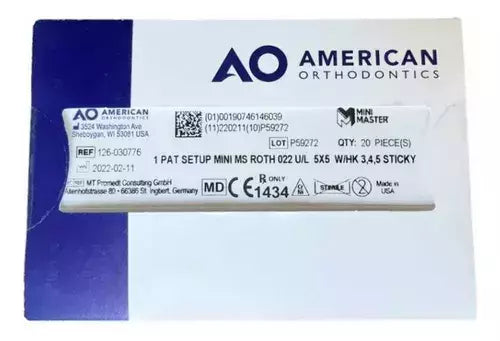 AO AMERICAN
ORTHODONTICS
AO AMERICAN
ORTHODONTICS
3524 Washington Ave
Sheboygan, WI 53081 USA
(01)00190746146039
(11)220211(10)P59272
MINI
MASTER
LOT P59272
QTY: 20 PIECE(S)
REF 126-030776
1 PAT SETUP MINI MS ROTH 022 U/L 5X5 W/HK 3,4,5 STICKY
2022-02-11
EC REP MT Promedt Consulting GmbH
66386 St. Ingbert, Germany
MD CE 1434
Rx ONLY
STERILE
Made in
USA